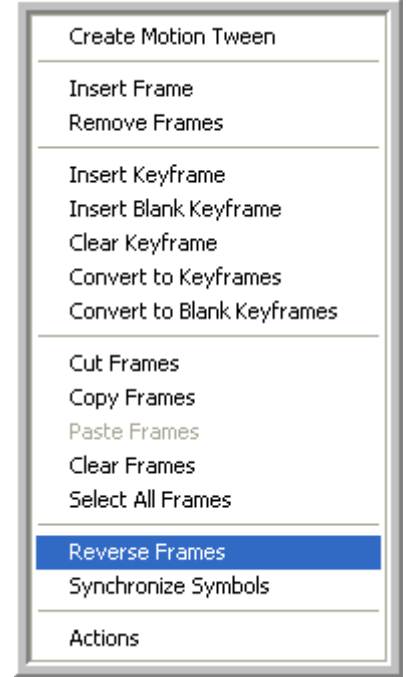 Create Motion Tween
Insert Frame
Remove Frames
Insert Keyframe
Insert Blank Keyframe
Clear Keyframe
Convert to Keyframes
Convert to Blank Keyframes
Cut Frames
Copy Frames
Paste Frames
Clear Frames
Select All Frames
Reverse Frames
Synchronize Symbols
Actions